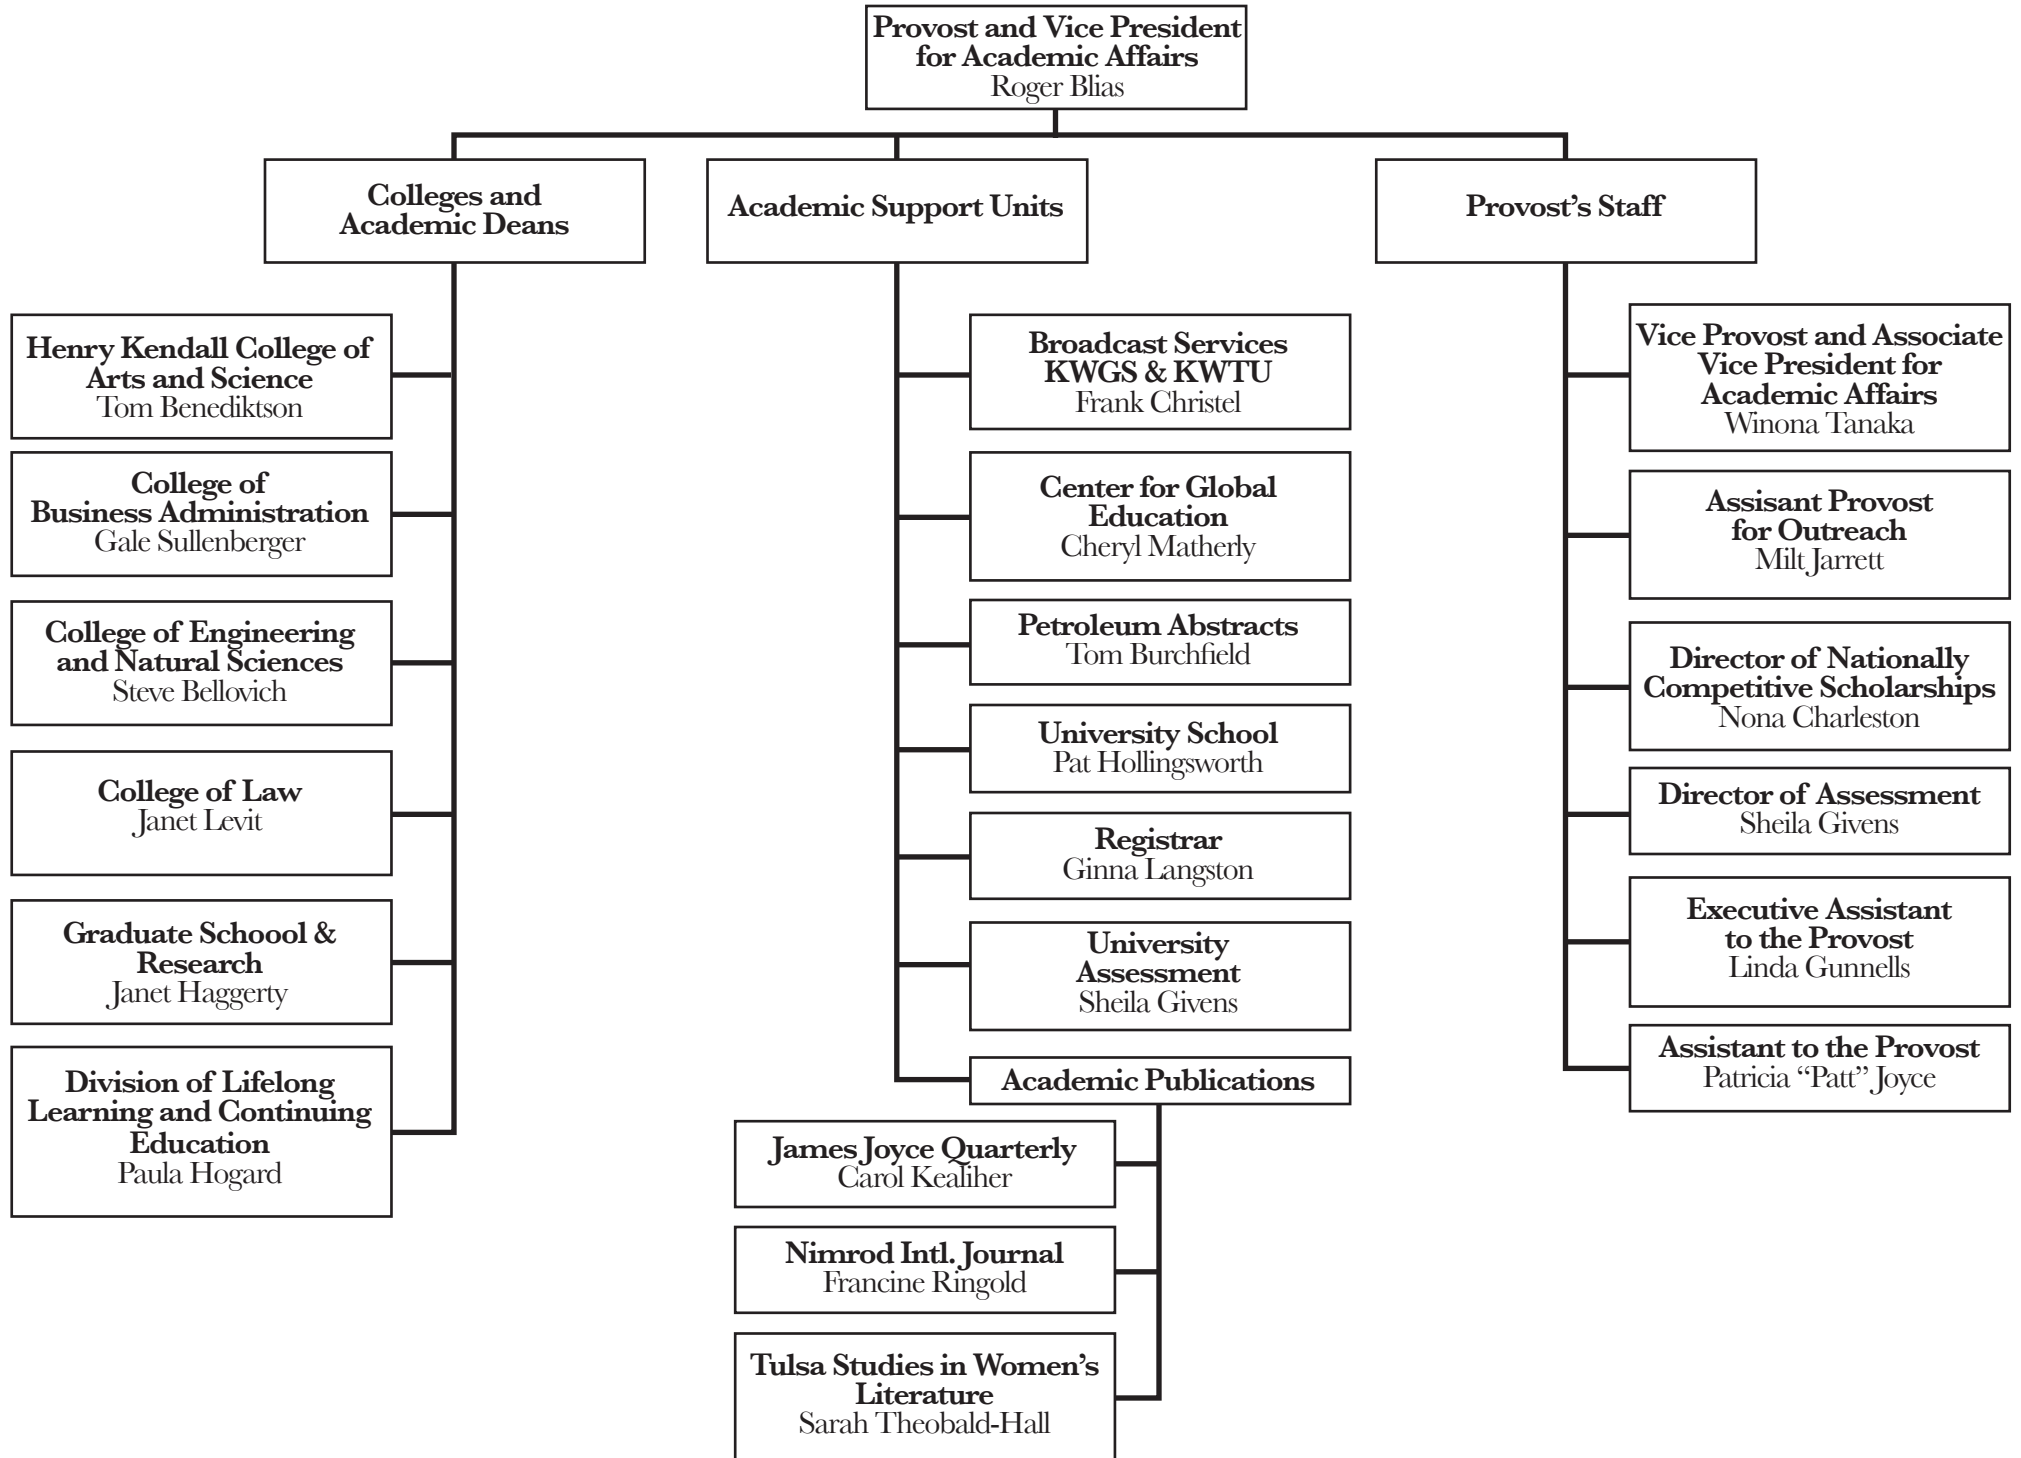 Provost and Vice President
for Academic Affairs
Roger Blias
Colleges and
Academic Deans
Academic Support Units
Provost’s Staff
Henry Kendall College of
Arts and Science
Tom Benediktson
College of
Business Administration
Gale Sullenberger
College of Engineering
and Natural Sciences
Steve Bellovich
College of Law
Janet Levit
Graduate Schoool &
Research
Janet Haggerty
Division of Lifelong
Learning and Continuing
Education
Paula Hogard
Broadcast Services
KWGS & KWTU
Frank Christel
Center for Global
Education
Cheryl Matherly
Petroleum Abstracts
Tom Burchfield
University School
Pat Hollingsworth
Registrar
Ginna Langston
University
Assessment
Sheila Givens
Academic Publications
James Joyce Quarterly
Carol Kealiher
Nimrod Intl. Journal
Francine Ringold
Tulsa Studies in Women’s
Literature
Sarah Theobald-Hall
Vice Provost and Associate
Vice President for
Academic Affairs
Winona Tanaka
Assisant Provost
for Outreach
Milt Jarrett
Director of Nationally
Competitive Scholarships
Nona Charleston
Director of Assessment
Sheila Givens
Executive Assistant
to the Provost
Linda Gunnells
Assistant to the Provost
Patricia “Patt” Joyce